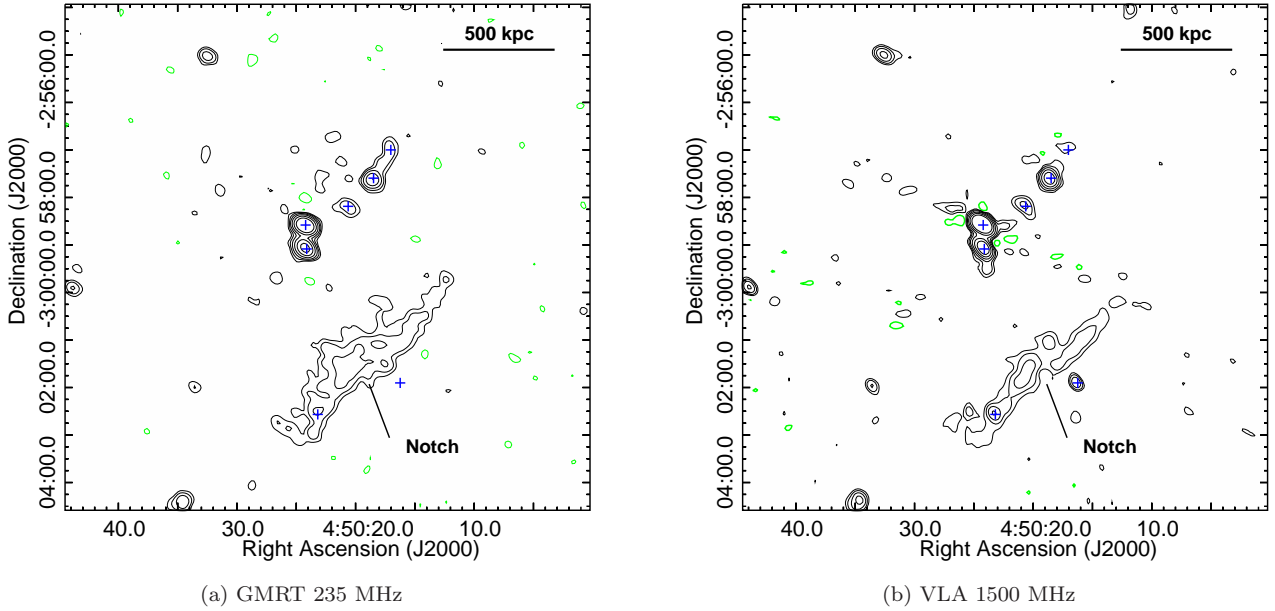 500 kpc
Declination (J2000)
-2:56:00.0
58:00.0
-3:00:00.0
02:00.0
04:00.0
Notch
40.0 30.0 4:50:20.0 10.0
Right Ascension (J2000)
(a) GMRT 235 MHz
500 kpc
Declination (J2000)
-2:56:00.0
58:00.0
-3:00:00.0
02:00.0
04:00.0
Notch
40.0 30.0 4:50:20.0 10.0
Right Ascension (J2000)
(b) VLA 1500 MHz